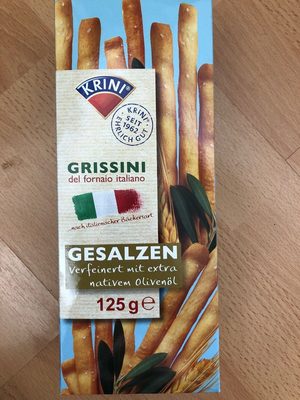 KRINI®
KRINI
SEIT
1962
EHRLICH GUT
GRISSINI
del fornaio italiano
nach italienischer Bäckerart
GESALZEN
Verfeinert mit extra
nativem Olivenöl
125 g ℮